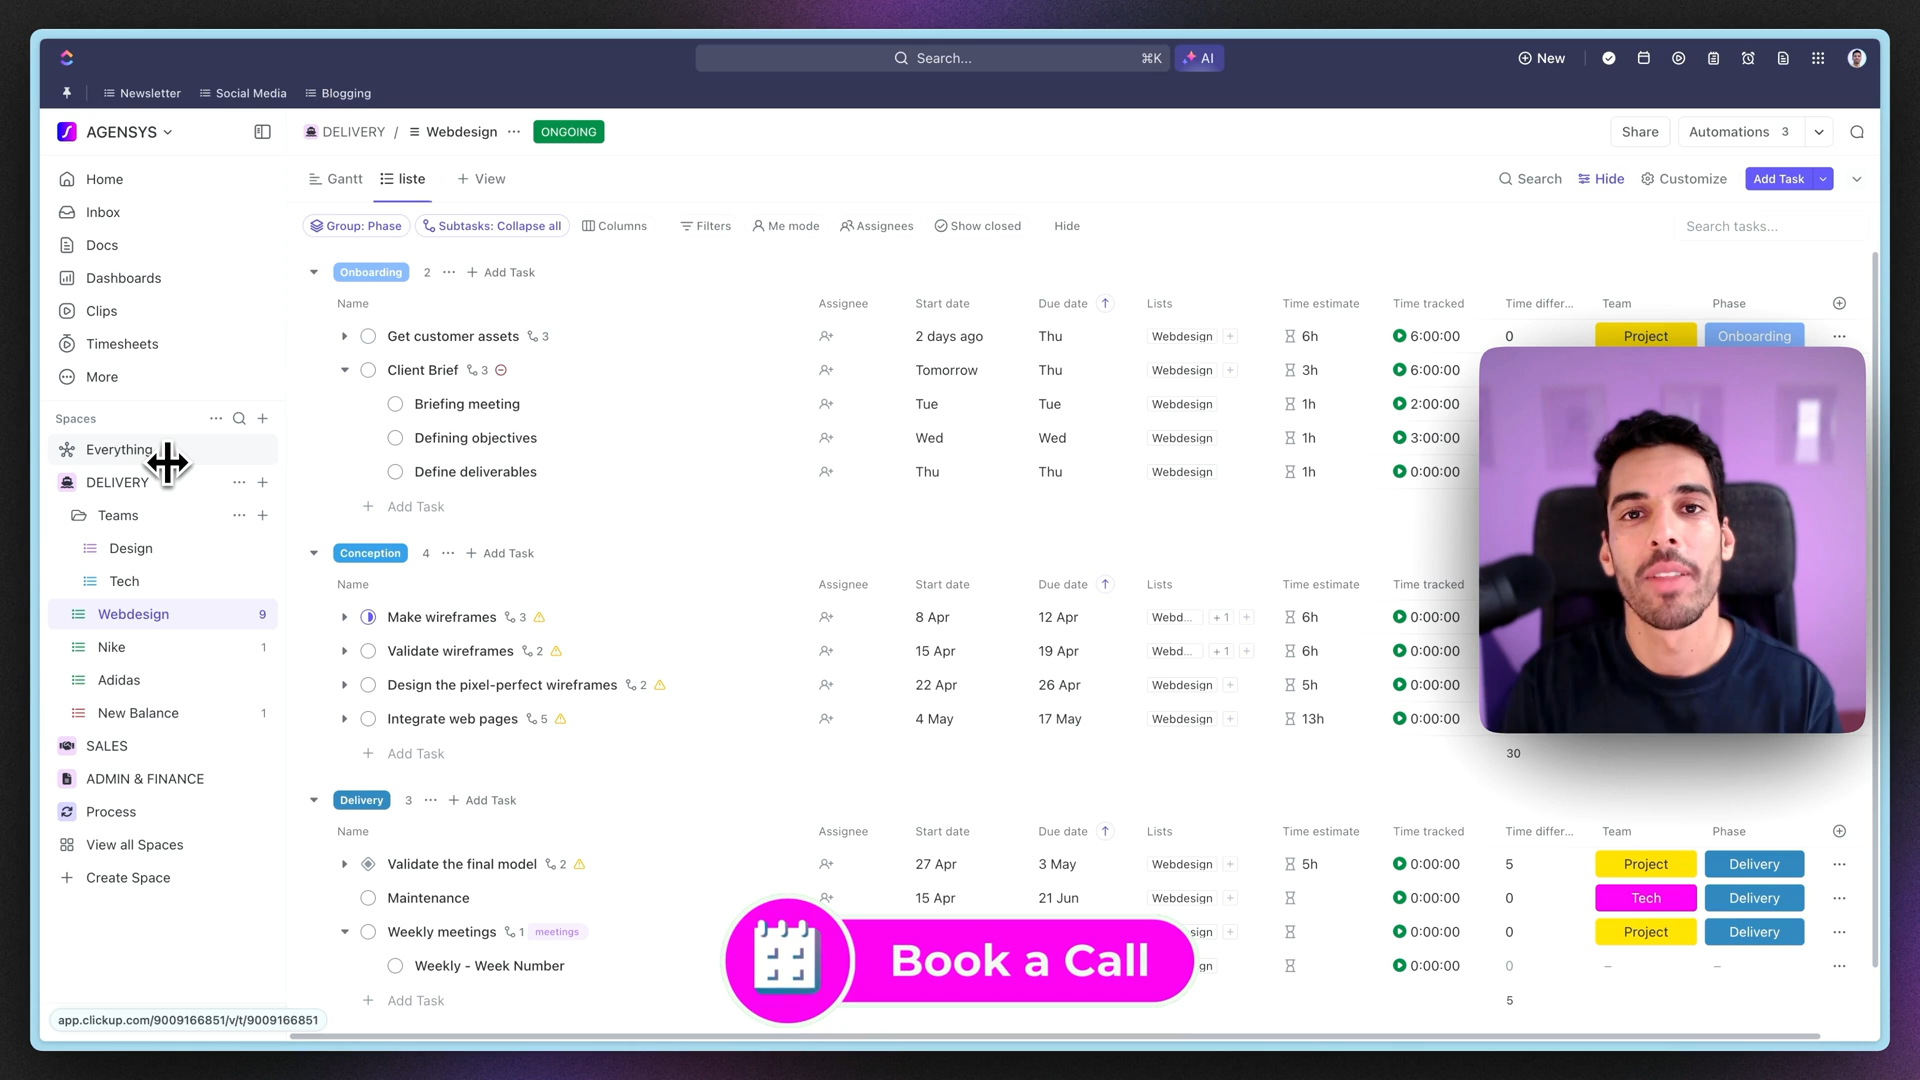 Search... ⌘K AI
New
Newsletter Social Media Blogging
AGENSYS
DELIVERY / Webdesign ... ONGOING
Share Automations 3
Home
Inbox
Docs
Dashboards
Clips
Timesheets
More
Spaces
Everything
DELIVERY
Teams
Design
Tech
Webdesign 9
Nike 1
Adidas
New Balance 1
SALES
ADMIN & FINANCE
Process
View all Spaces
Create Space
app.clickup.com/9009166851/v/t/9009166851
Gantt liste + View
Search Hide Customize Add Task
Group: Phase Subtasks: Collapse all Columns Filters Me mode Assignees Show closed Hide Search tasks...
Onboarding 2 ... + Add Task
Name Assignee Start date Due date Lists Time estimate Time tracked Time differ... Team Phase
Get customer assets 3 2 days ago Thu Webdesign + 6h 6:00:00 0 Project Onboarding ...
Client Brief 3 Tomorrow Thu Webdesign + 3h 6:00:00
Briefing meeting Tue Tue Webdesign 1h 2:00:00
Defining objectives Wed Wed Webdesign 1h 3:00:00
Define deliverables Thu Thu Webdesign 1h 0:00:00
+ Add Task
Conception 4 ... + Add Task
Name Assignee Start date Due date Lists Time estimate Time tracked
Make wireframes 3 8 Apr 12 Apr Webd... + 1 + 6h 0:00:00
Validate wireframes 2 15 Apr 19 Apr Webd... + 1 + 6h 0:00:00
Design the pixel-perfect wireframes 2 22 Apr 26 Apr Webdesign + 5h 0:00:00
Integrate web pages 5 4 May 17 May Webdesign + 13h 0:00:00
+ Add Task 30
Delivery 3 ... + Add Task
Name Assignee Start date Due date Lists Time estimate Time tracked Time differ... Team Phase
Validate the final model 2 27 Apr 3 May Webdesign + 5h 0:00:00 5 Project Delivery ...
Maintenance 15 Apr 21 Jun Webdesign + 0:00:00 0 Tech Delivery ...
Weekly meetings 1 meetings sign + 0:00:00 0 Project Delivery ...
Weekly - Week Number gn 0:00:00 0 – – ...
+ Add Task 5
Book a Call